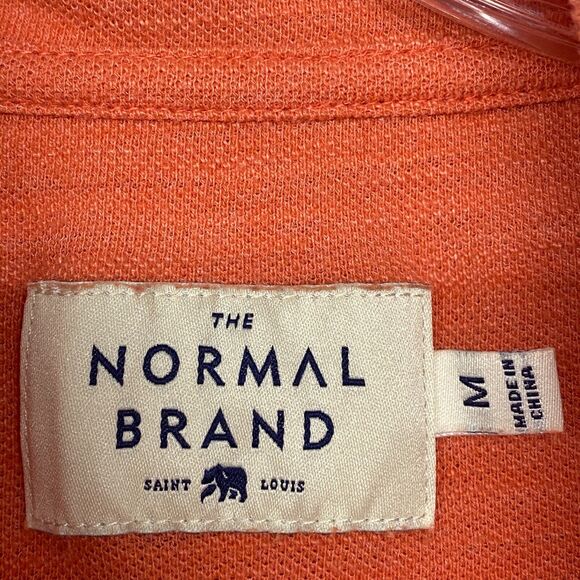 THE
NORMAL
BRAND
SAINT LOUIS
M
MADE IN
CHINA